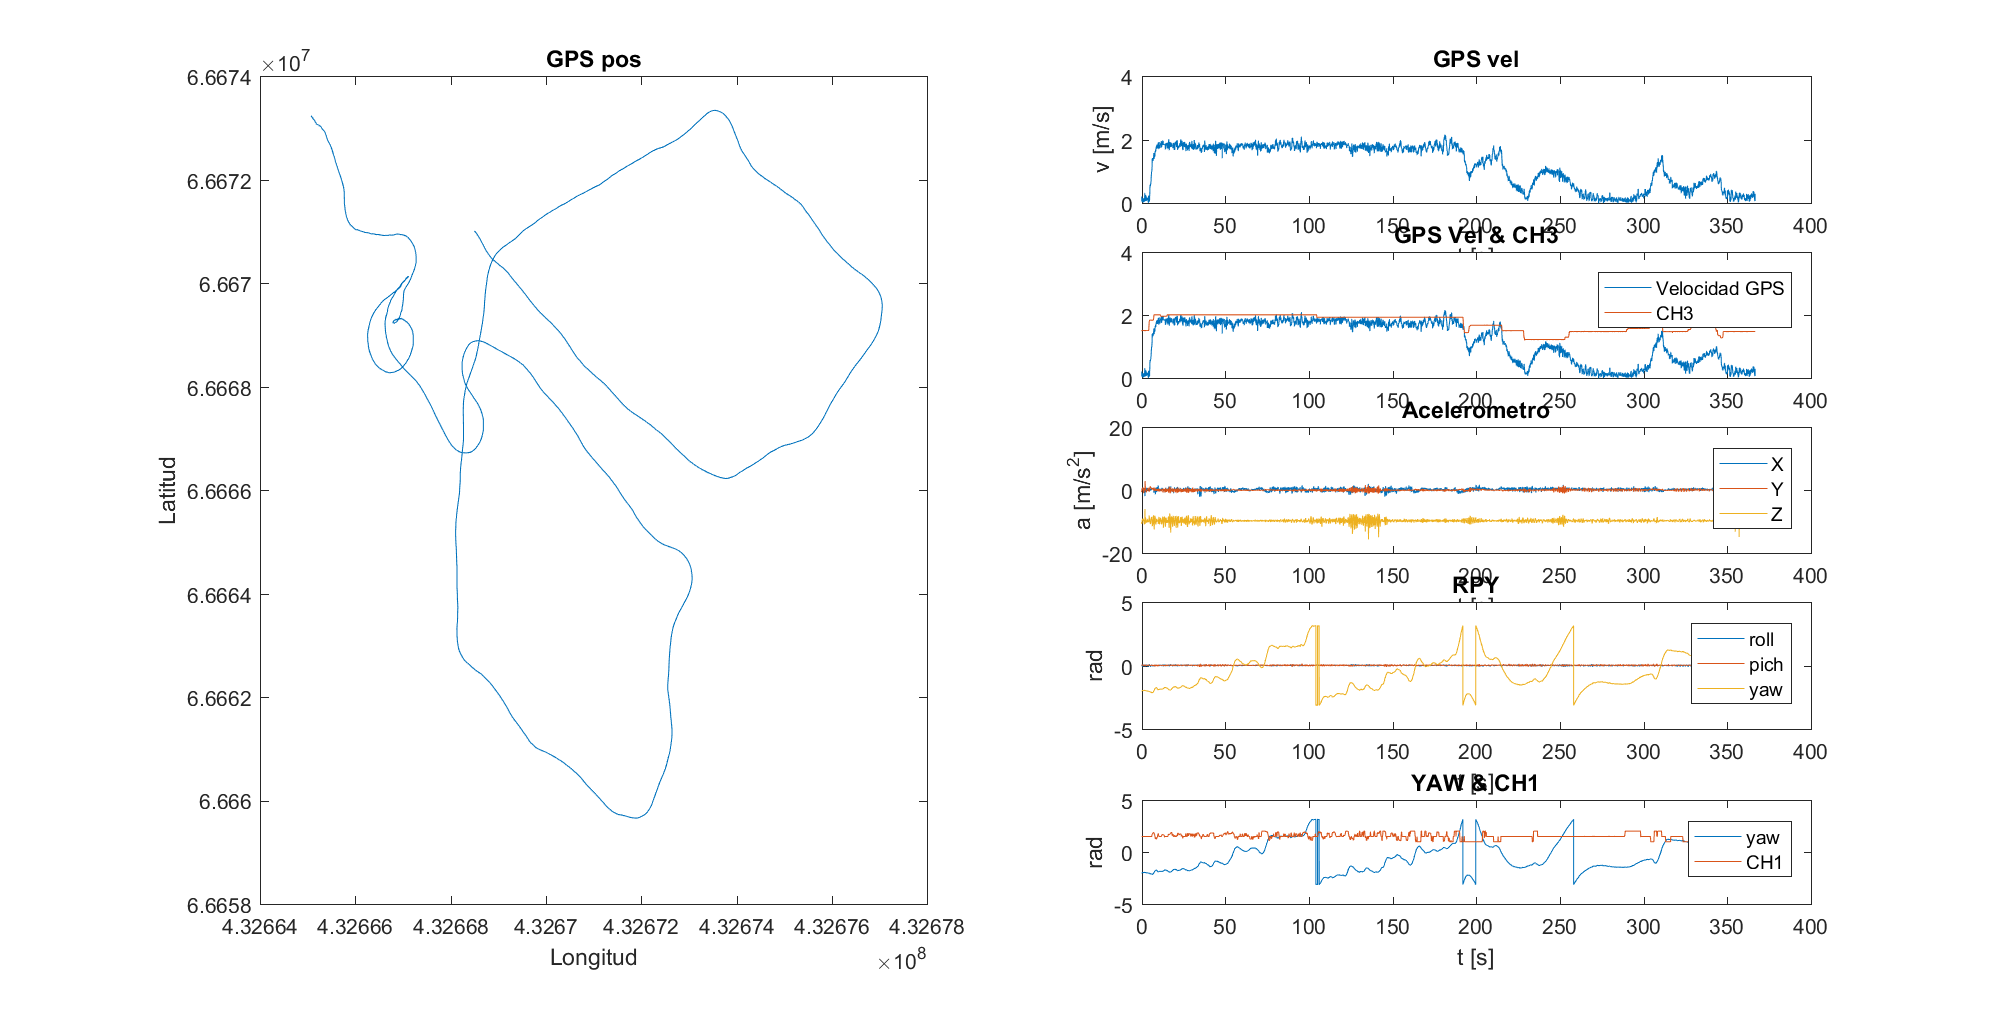 GPS pos
×10⁷
6.6674
6.6672
6.667
6.6668
6.6666
6.6664
6.6662
6.666
6.6658
Latitud
4.32664 4.32666 4.32668 4.3267 4.32672 4.32674 4.32676 4.32678
Longitud
×10⁸
GPS vel
v [m/s]
4
2
0
0 50 100 150 200 250 300 350 400
GPS Vel & CH3
4
2
0
Velocidad GPS
CH3
0 50 100 150 200 250 300 350 400
Acelerometro
a [m/s²]
20
0
-20
X
Y
Z
0 50 100 150 200 250 300 350 400
RPY
rad
5
0
-5
roll
pich
yaw
0 50 100 150 200 250 300 350 400
t [s]
YAW & CH1
rad
5
0
-5
yaw
CH1
0 50 100 150 200 250 300 350 400
t [s]